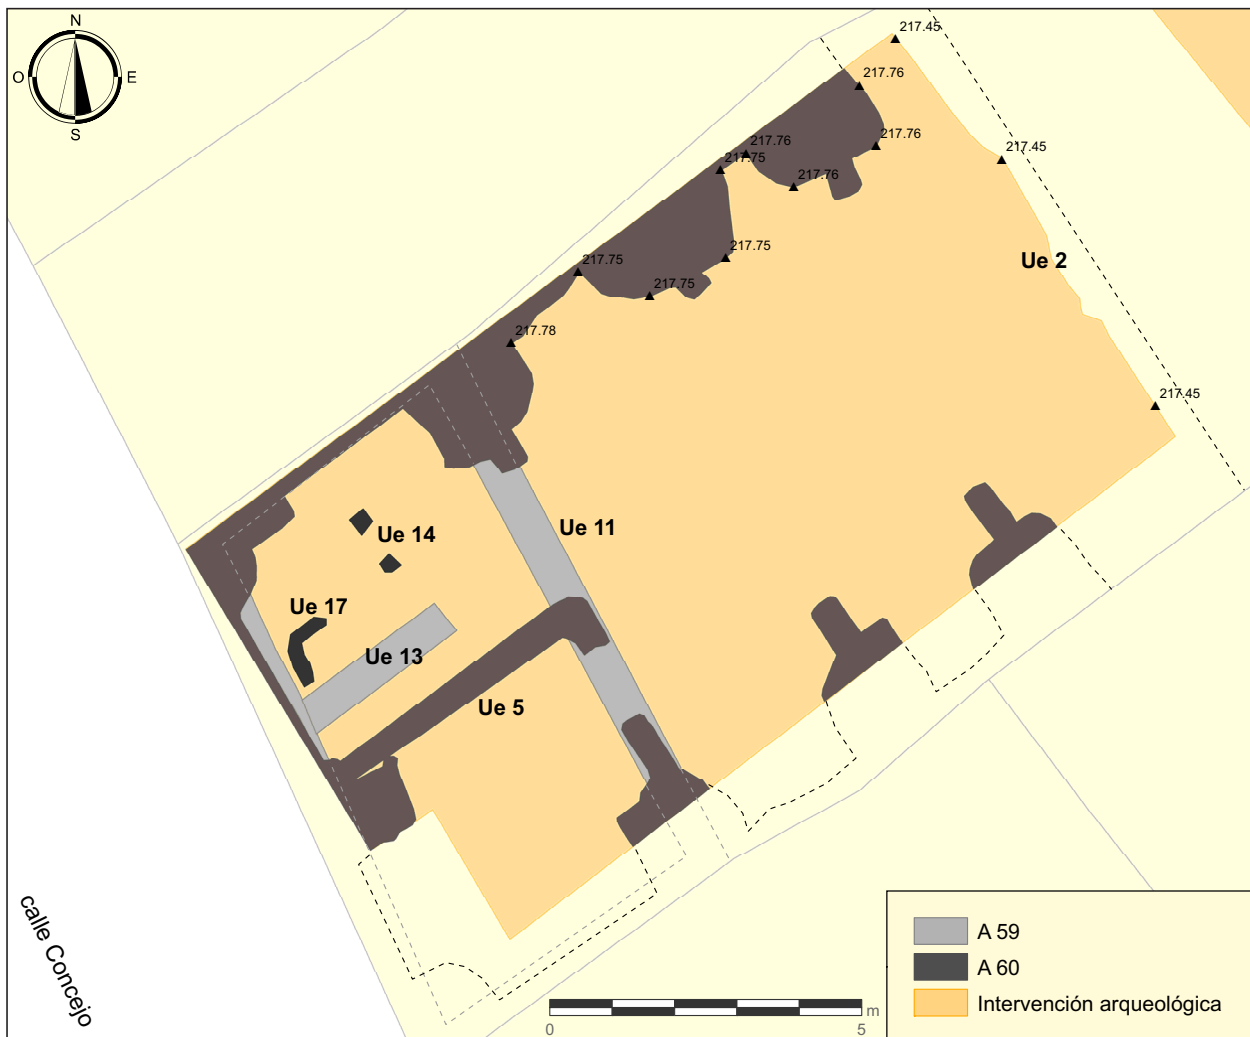 N
O
E
S
217.45
217.76
217.76
217.76
217.75
217.76
217.45
217.75
217.75
217.75
Ue 2
217.78
217.45
Ue 11
Ue 14
Ue 17
Ue 13
Ue 5
calle Concejo
A 59
A 60
Intervención arqueológica
m
0
5